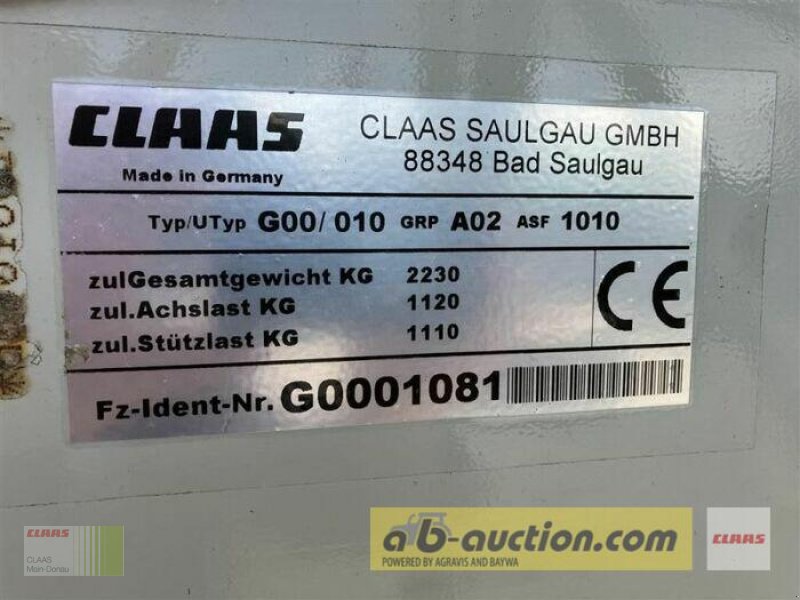 CLAAS
Made in Germany
CLAAS SAULGAU GMBH
88348 Bad Saulgau
Typ/UTyp G00/ 010 GRP A02 ASF 1010
zulGesamtgewicht KG 2230
zul.Achslast KG 1120
zul.Stützlast KG 1110
CE
Fz-Ident-Nr. G0001081
CLAAS
CLAAS
Main-Donau
ab-auction.com
POWERED BY AGRAVIS AND BAYWA
CLAAS